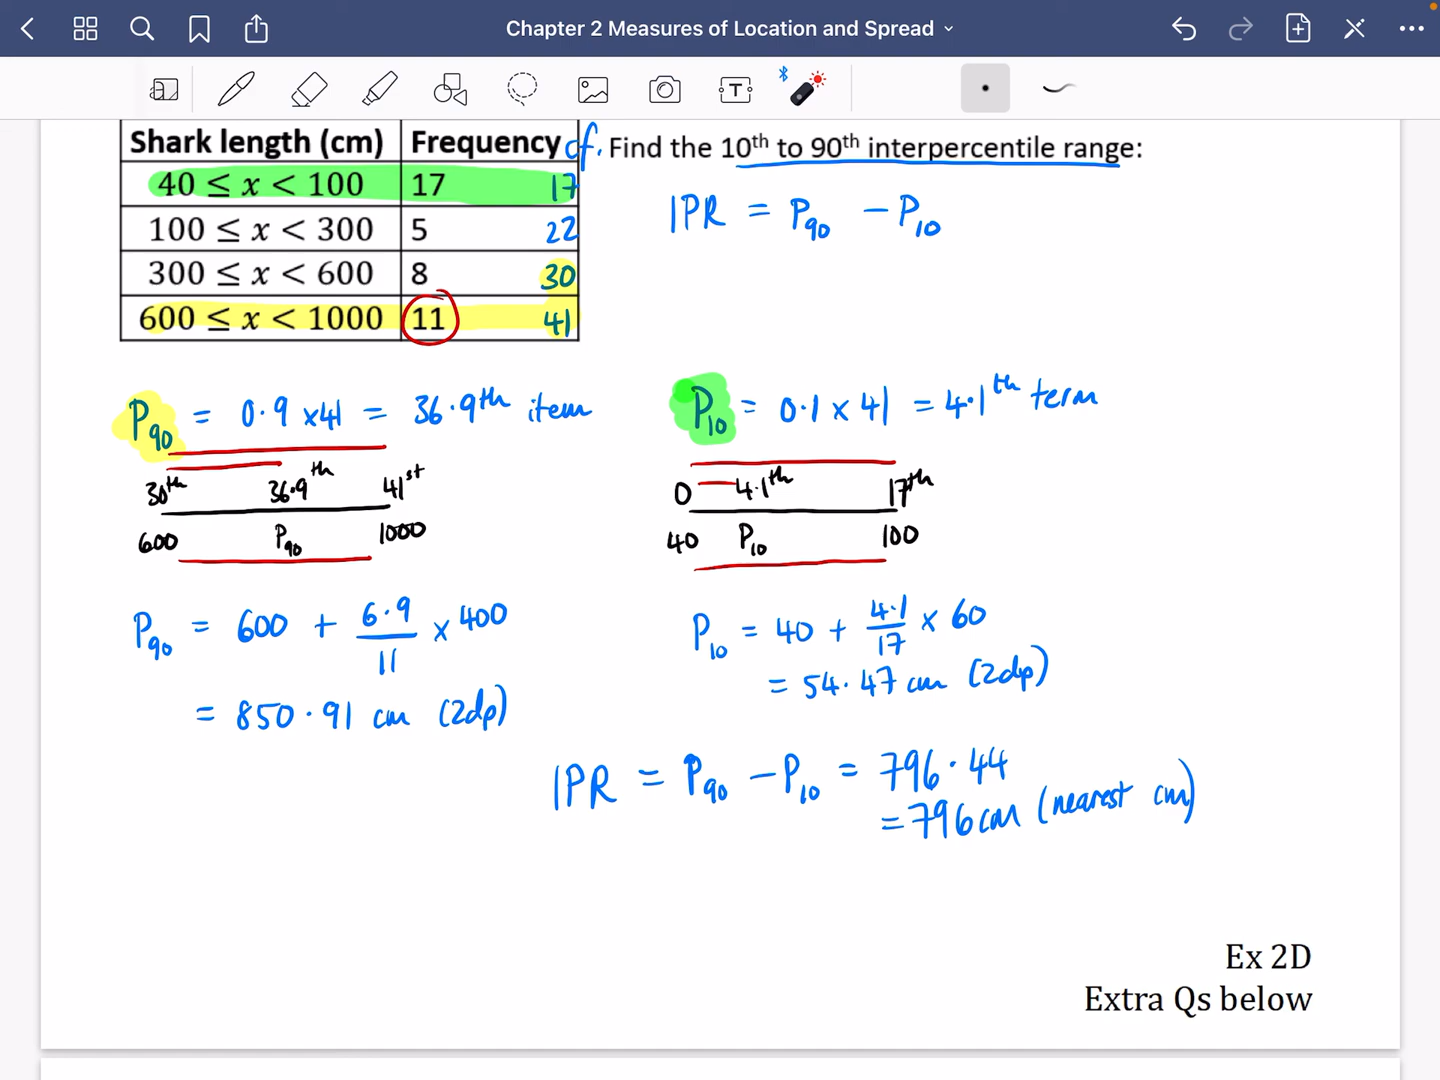 Chapter 2 Measures of Location and Spread
T
Shark length (cm) Frequency cf.
40 ≤ x < 100 17 17
100 ≤ x < 300 5 22
300 ≤ x < 600 8 30
600 ≤ x < 1000 11 41
Find the 10th to 90th interpercentile range:
IPR = P90 - P10
P90 = 0.9 x 41 = 36.9th item
30th 36.9th 41st
600 P90 1000
P90 = 600 + 6.9/11 x 400
= 850.91 cm (2dp)
P10 = 0.1 x 41 = 4.1th term
0 4.1th 17th
40 P10 100
P10 = 40 + 4.1/17 x 60
= 54.47 cm (2dp)
IPR = P90 - P10 = 796.44
= 796cm (nearest cm)
Ex 2D
Extra Qs below